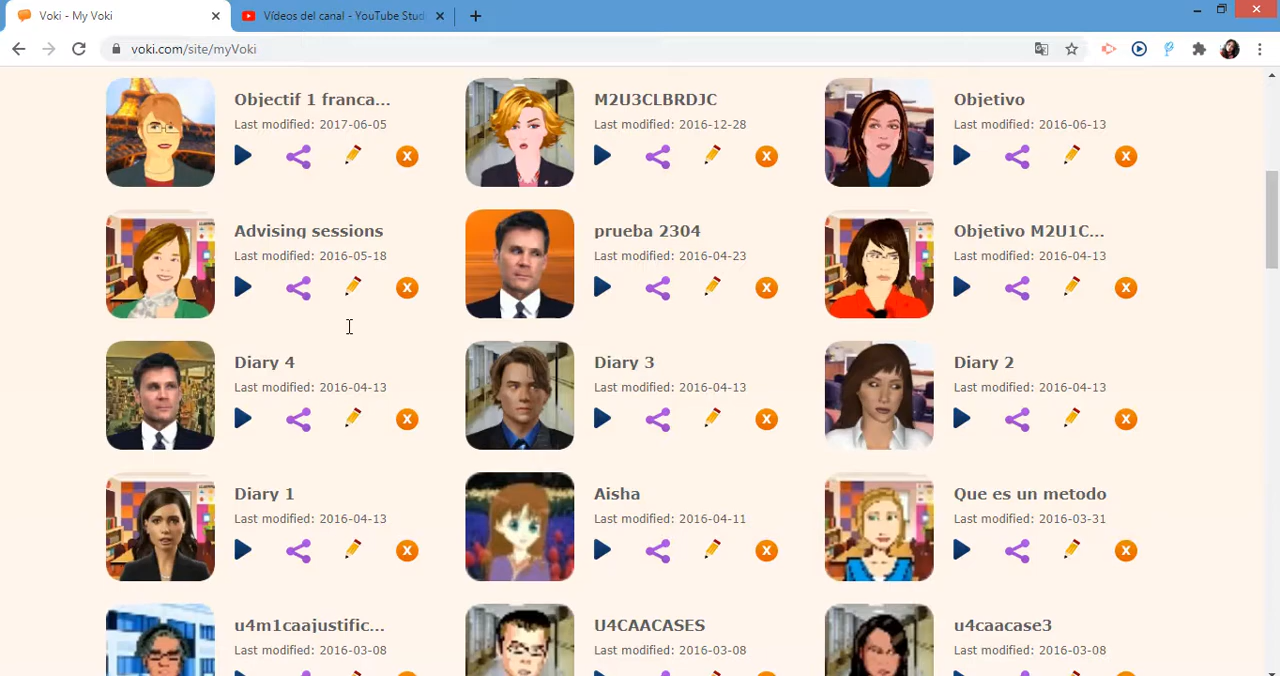 Voki - My Voki
Vídeos del canal - YouTube Stud
voki.com/site/myVoki
Objectif 1 franca...
Last modified: 2017-06-05
M2U3CLBRDJC
Last modified: 2016-12-28
Objetivo
Last modified: 2016-06-13
Advising sessions
Last modified: 2016-05-18
prueba 2304
Last modified: 2016-04-23
Objetivo M2U1C...
Last modified: 2016-04-13
Diary 4
Last modified: 2016-04-13
Diary 3
Last modified: 2016-04-13
Diary 2
Last modified: 2016-04-13
Diary 1
Last modified: 2016-04-13
Aisha
Last modified: 2016-04-11
Que es un metodo
Last modified: 2016-03-31
u4m1caajustific...
Last modified: 2016-03-08
U4CAACASES
Last modified: 2016-03-08
u4caacase3
Last modified: 2016-03-08